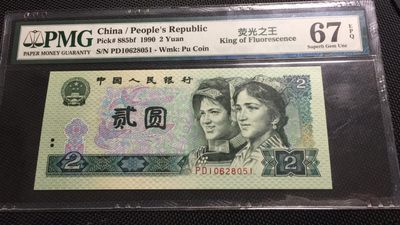 PMG
PAPER MONEY GUARANTY
China / People's Republic
Pick# 885bf 1990 2 Yuan
S/N PD10628051 - Wmk: Pu Coin
荧光之王
King of Fluorescence
67 EPQ
Superb Gem Unc
中国人民银行
贰圆
2
2
PD10628051